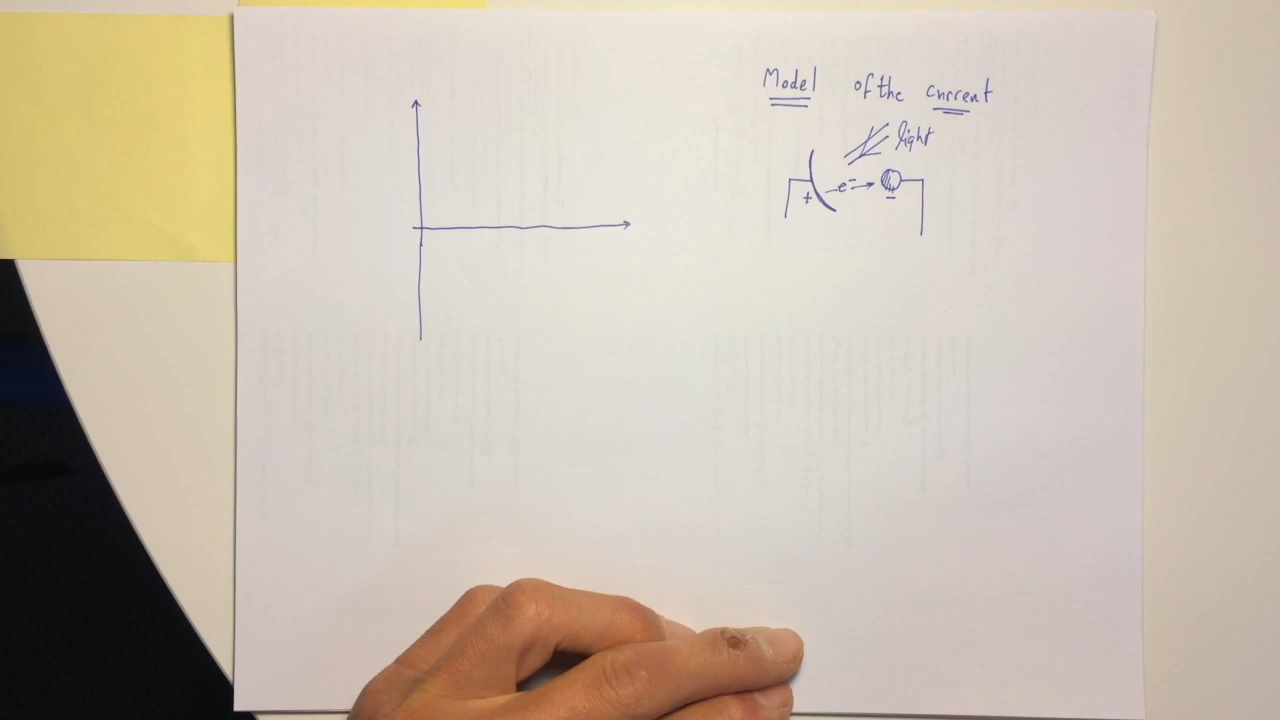 Model of the current
light
+ e⁻ −